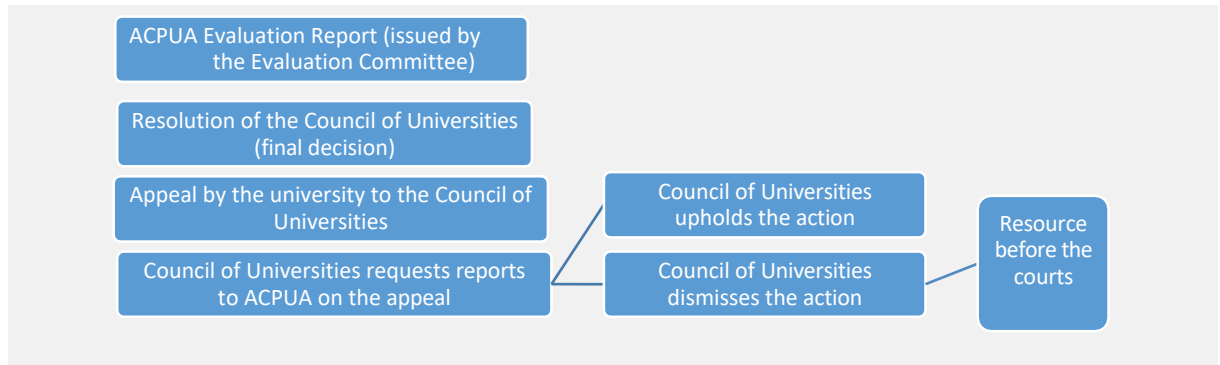 ACPUA Evaluation Report (issued by
the Evaluation Committee)
Resolution of the Council of Universities
(final decision)
Appeal by the university to the Council of
Universities
Council of Universities requests reports
to ACPUA on the appeal
Council of Universities
upholds the action
Council of Universities
dismisses the action
Resource
before the
courts